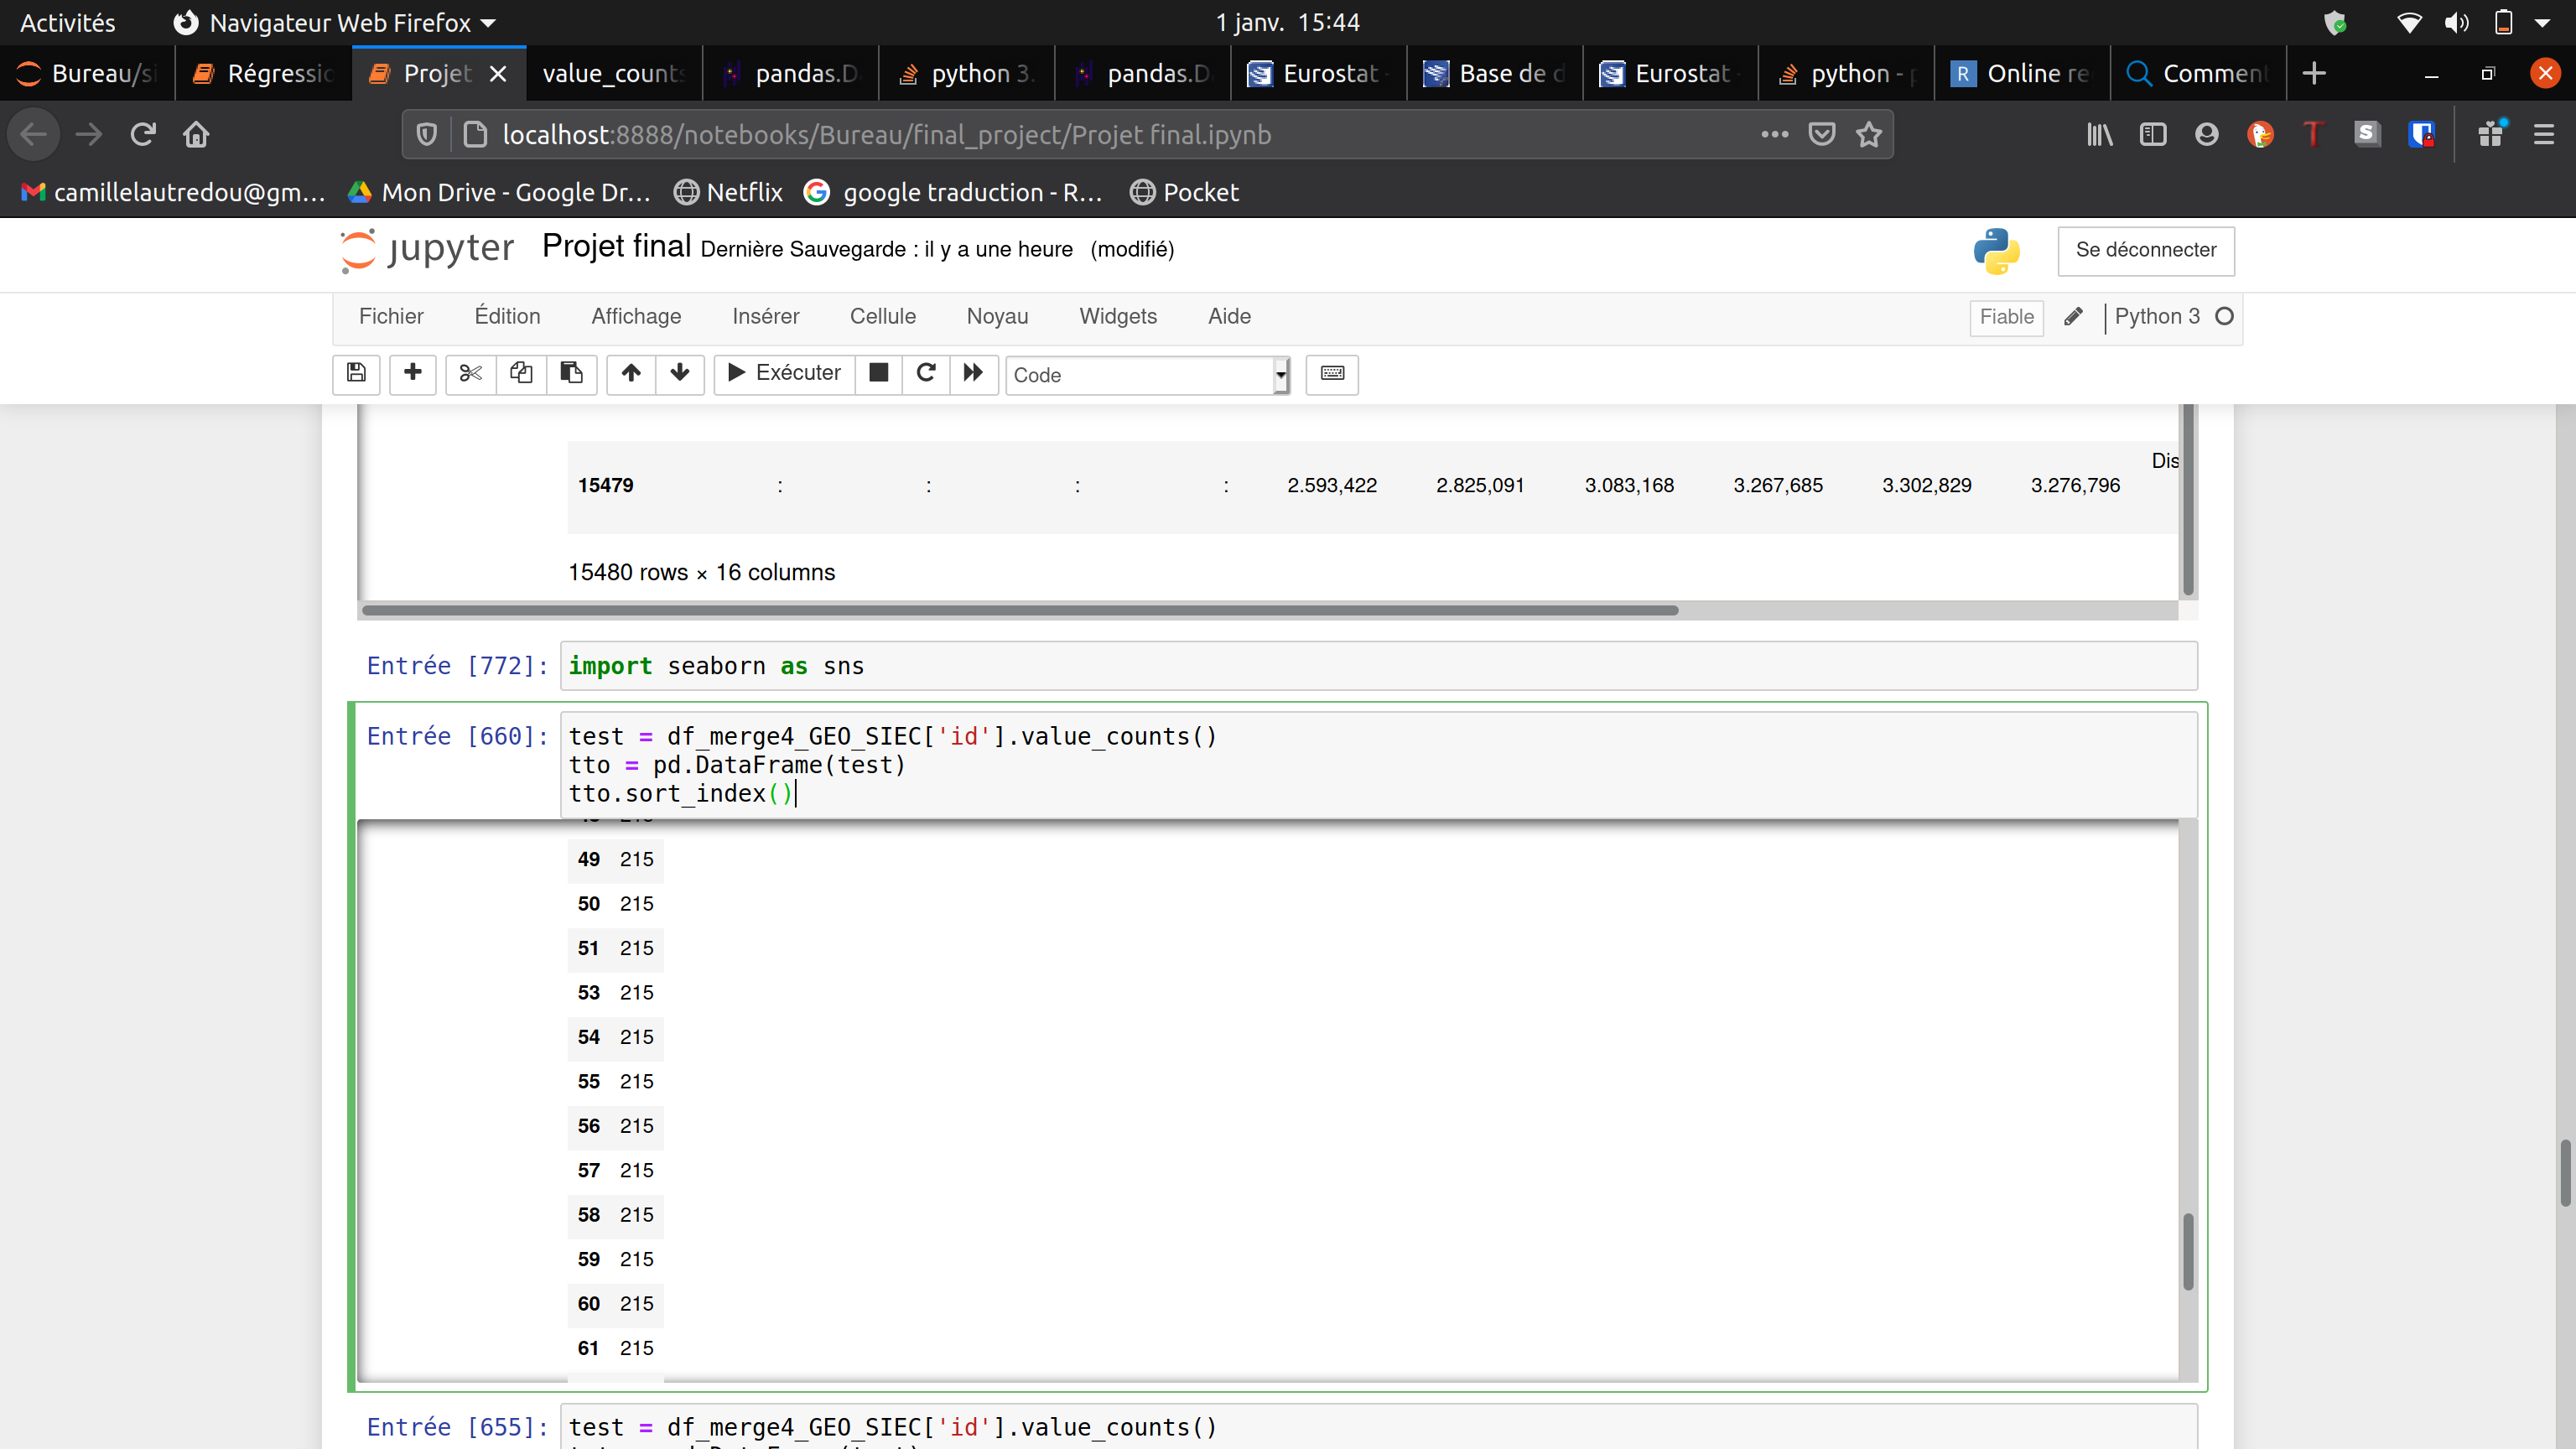 Activités Navigateur Web Firefox 1 janv. 15:44
Bureau/si Régressio Projet value_counts pandas.D python 3. pandas.D Eurostat - Base de d Eurostat - python - p Online re Comment
localhost:8888/notebooks/Bureau/final_project/Projet final.ipynb
camillelautredou@gm... Mon Drive - Google Dr... Netflix google traduction - R... Pocket
jupyter Projet final Dernière Sauvegarde : il y a une heure (modifié) Se déconnecter
Fichier Édition Affichage Insérer Cellule Noyau Widgets Aide Fiable Python 3
Exécuter Code
Dis
15479 : : : : 2.593,422 2.825,091 3.083,168 3.267,685 3.302,829 3.276,796
15480 rows × 16 columns
Entrée [772]: import seaborn as sns
Entrée [660]: test = df_merge4_GEO_SIEC['id'].value_counts()
tto = pd.DataFrame(test)
tto.sort_index()
49 215
50 215
51 215
53 215
54 215
55 215
56 215
57 215
58 215
59 215
60 215
61 215
Entrée [655]: test = df_merge4_GEO_SIEC['id'].value_counts()